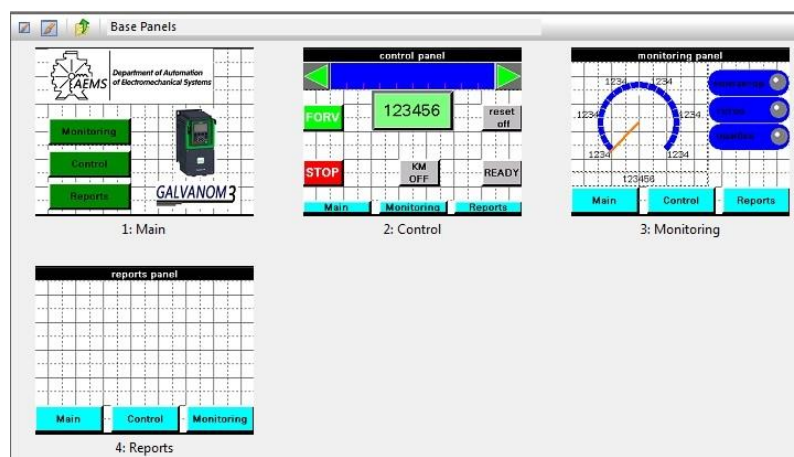 Base Panels
AEMS
Department of Automation
of Electromechanical Systems
Monitoring
Control
Reports
GALVANOM 3
1: Main
control panel
FORV
123456
reset
off
STOP
KM
OFF
READY
Main
Monitoring
Reports
2: Control
monitoring panel
1234
1234
1234
1234
1234
1234
123456
Main
Control
Reports
3: Monitoring
reports panel
Main
Control
Monitoring
4: Reports